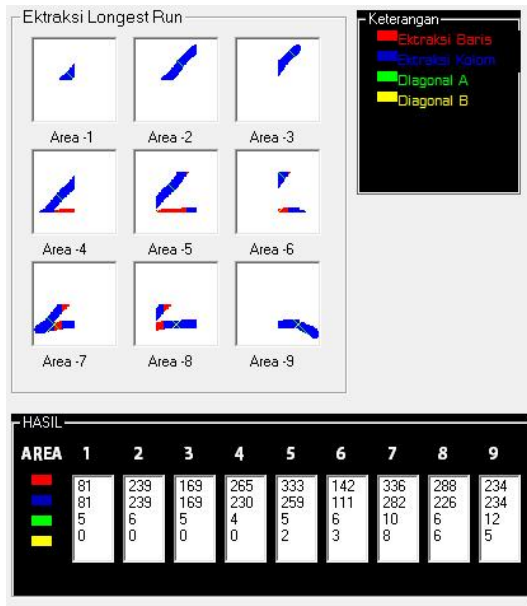 Ektraksi Longest Run
Area -1 Area -2 Area -3
Area -4 Area -5 Area -6
Area -7 Area -8 Area -9
Keterangan
Ektraksi Baris
Ektraksi Kolom
DIagonal A
Diagonal B
HASIL
AREA 1 2 3 4 5 6 7 8 9
81 239 169 265 333 142 336 288 234
81 239 169 230 259 111 282 226 234
5 6 5 4 5 6 10 6 12
0 0 0 0 2 3 8 6 5